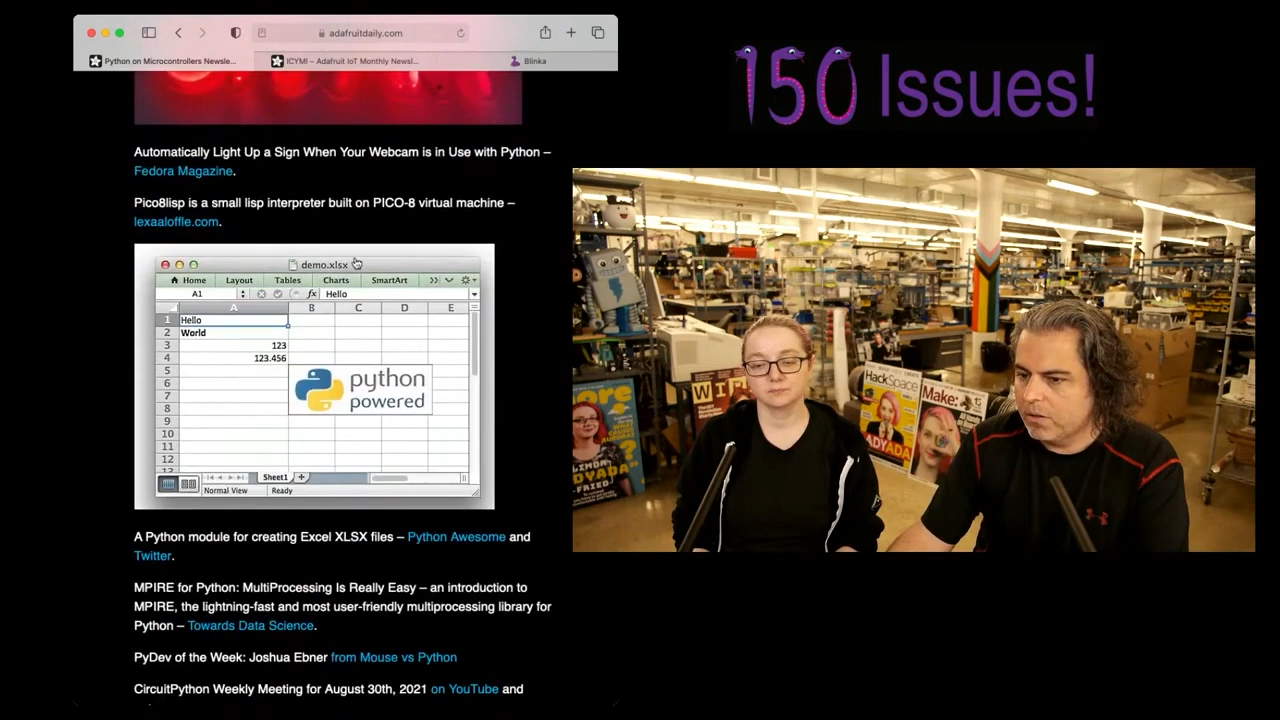 adafruitdaily.com
Python on Microcontrollers Newsle...
ICYMI – Adafruit IoT Monthly Newsl...
Blinka
Automatically Light Up a Sign When Your Webcam is in Use with Python –
Fedora Magazine.
Pico8lisp is a small lisp interpreter built on PICO-8 virtual machine –
lexaaloffle.com.
demo.xlsx
Home Layout Tables Charts SmartArt
A1 fx Hello
A B C D E
1 Hello
2 World
3 123
4 123.456
5
6
7
8
9
10
11
12
13
python
powered
Sheet1
Normal View Ready
A Python module for creating Excel XLSX files – Python Awesome and
Twitter.
MPIRE for Python: MultiProcessing Is Really Easy – an introduction to
MPIRE, the lightning-fast and most user-friendly multiprocessing library for
Python – Towards Data Science.
PyDev of the Week: Joshua Ebner from Mouse vs Python
CircuitPython Weekly Meeting for August 30th, 2021 on YouTube and
150 Issues!
WIRED
HackSpace
Make:
LIMOR
FRIED